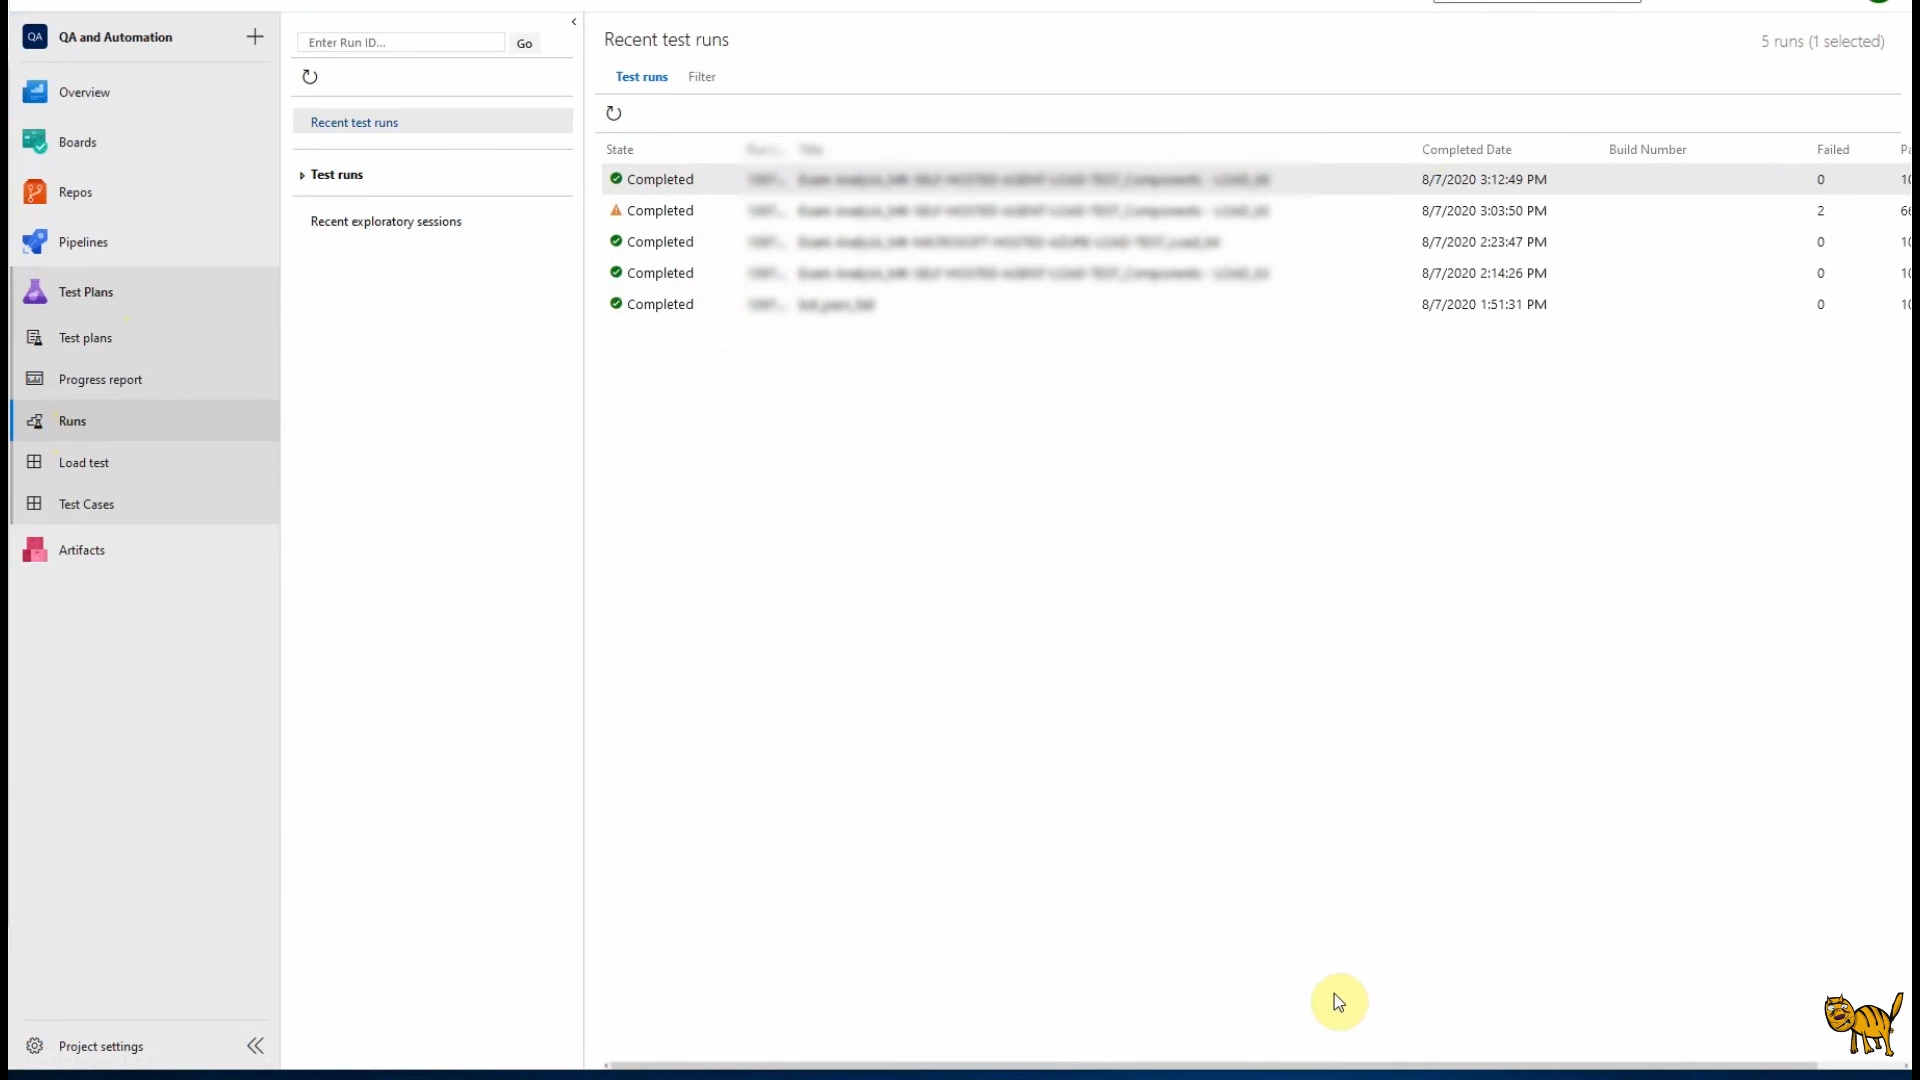 QA QA and Automation
Overview
Boards
Repos
Pipelines
Test Plans
Test plans
Progress report
Runs
Load test
Test Cases
Artifacts
Project settings
Enter Run ID...
Go
Recent test runs
Test runs
Recent exploratory sessions
Recent test runs
5 runs (1 selected)
Test runs Filter
State Completed Date Build Number Failed
Completed 8/7/2020 3:12:49 PM 0
Completed 8/7/2020 3:03:50 PM 2
Completed 8/7/2020 2:23:47 PM 0
Completed 8/7/2020 2:14:26 PM 0
Completed 8/7/2020 1:51:31 PM 0